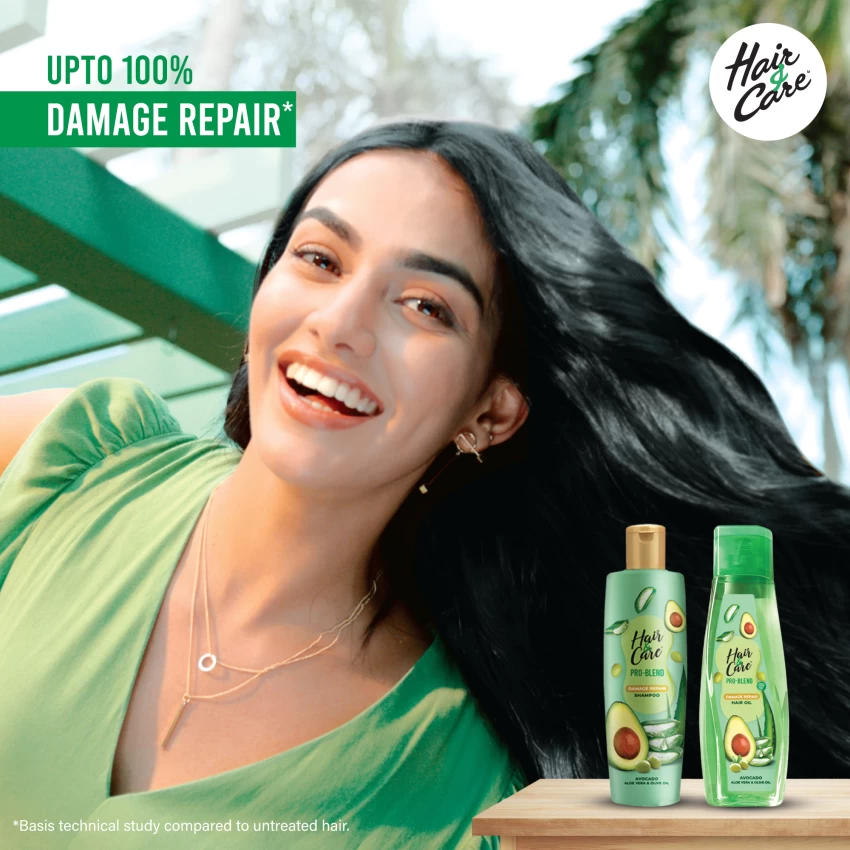 UPTO 100%
DAMAGE REPAIR*
Hair
&
Care
Hair
&
Care
PRO-BLEND
DAMAGE REPAIR
SHAMPOO
AVOCADO
ALOE VERA & OLIVE OIL
Hair
&
Care
PRO-BLEND
DAMAGE REPAIR
HAIR OIL
AVOCADO
ALOE VERA & OLIVE OIL
*Basis technical study compared to untreated hair.